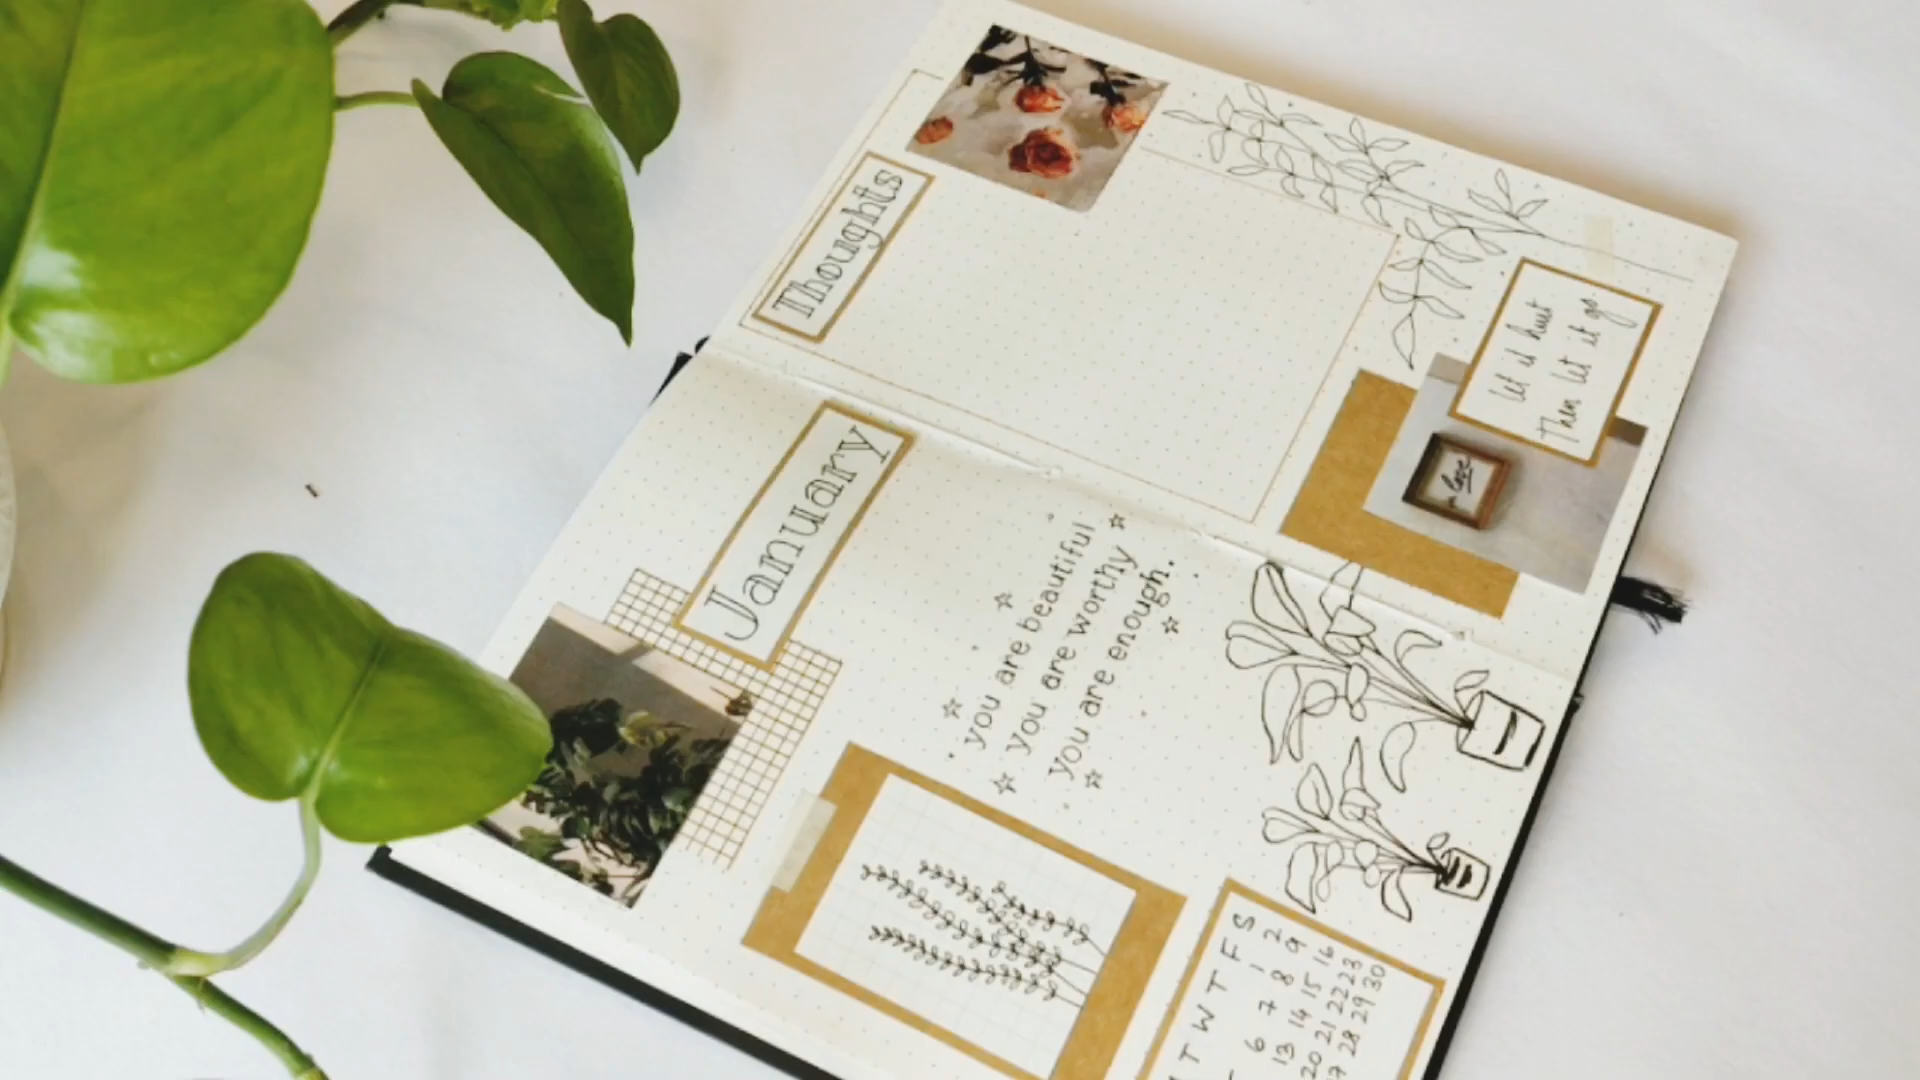 Thoughts
Let it hurt
Then let it go.
love
January
you are beautiful
you are worthy
you are enough.
T W T F S
1 2
6 7 8 9
13 14 15 16
20 21 22 23
28 29 30